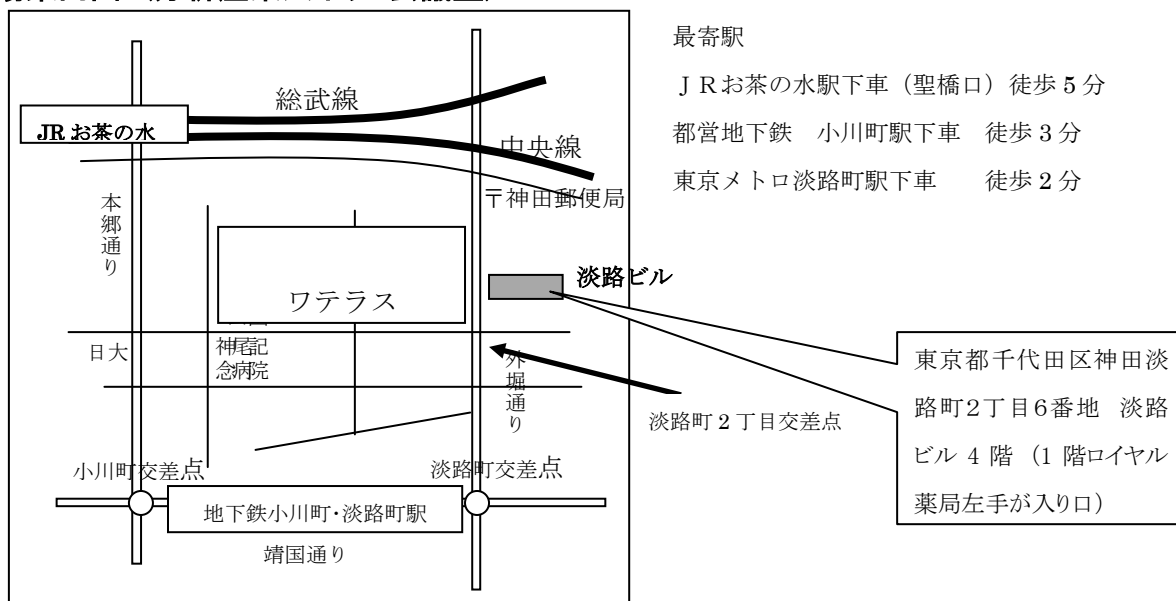 最寄駅
ＪＲお茶の水駅下車（聖橋口）徒歩5分
都営地下鉄　小川町駅下車　徒歩3分
東京メトロ淡路町駅下車　　徒歩2分
総武線
JRお茶の水
中央線
〒神田郵便局
本郷通り
淡路ビル
ワテラス
日大
神尾記
念病院
外堀通り
東京都千代田区神田淡
路町2丁目6番地　淡路
ビル 4 階 （1 階ロイヤル
薬局左手が入り口）
淡路町2丁目交差点
小川町交差点
淡路町交差点
地下鉄小川町・淡路町駅
靖国通り